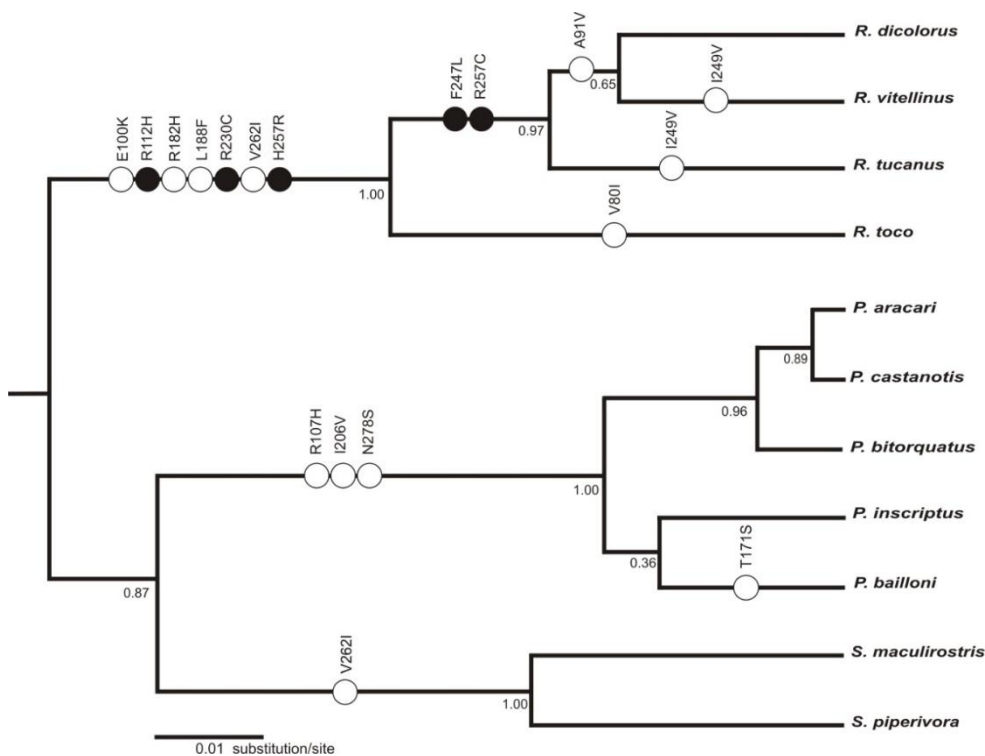 A91V
R. dicolorus
F247L
R257C
0.65
I249V
R. vitellinus
E100K
R112H
R182H
L188F
R230C
V262I
H257R
0.97
I249V
R. tucanus
1.00
V80I
R. toco
P. aracari
0.89
P. castanotis
0.96
P. bitorquatus
R107H
I206V
N278S
1.00
P. inscriptus
0.36
T171S
P. bailloni
0.87
V262I
S. maculirostris
1.00
S. piperivora
0.01 substitution/site